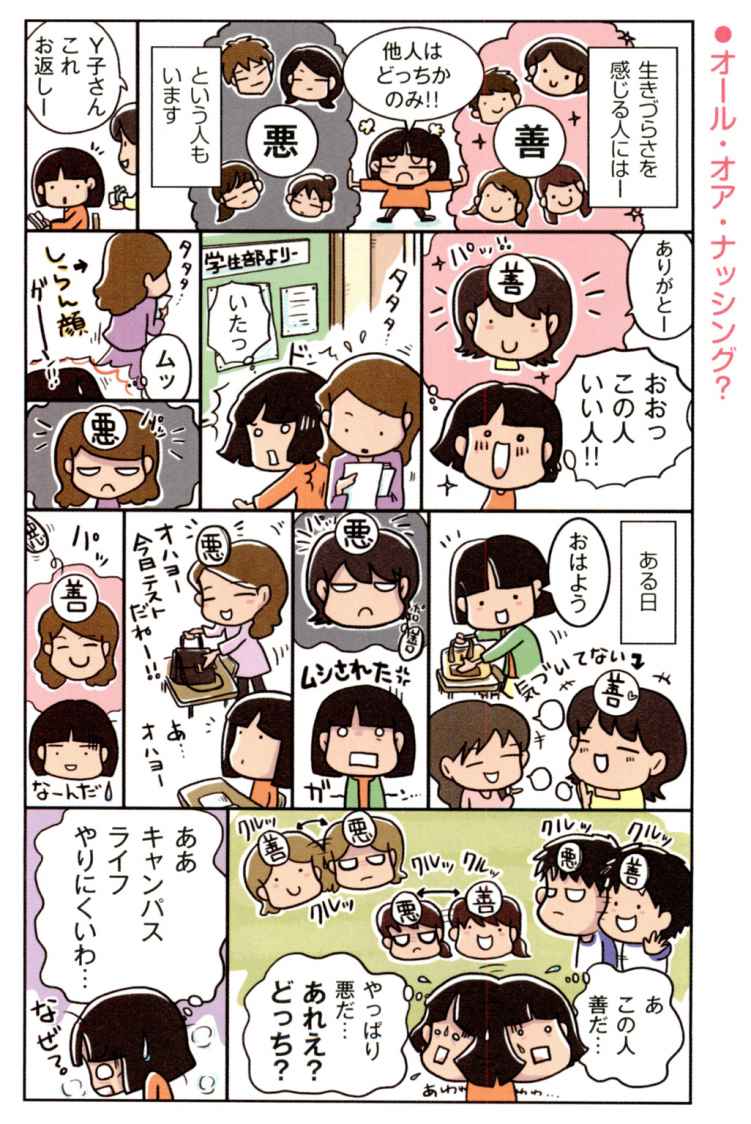 ●オール・オア・ナッシング?
生きづらさを
感じる人にはー
善
他人は
どっちか
のみ!!
悪
という人も
います
Y子さん
これ
お返しー
ありがとー
パッ!!
善
おおっ
この人
いい人!!
学生部よりー
タタタ…
いたっ
ドン
タタタ…
しらん顔
ガーーン!!
ムッ
悪
パッ
ある日
おはよう
気づいてない
善
悪
善
ムシされた
ガーーン…
悪
オハヨー
今日テスト
だねー!!
あ…
オハヨー
悪
パッ
善
なーんだ
クルッ
悪
善
クルッ
クルッ
善
悪
クルッ
クルッ
クルッ
悪
善
あ
この人
善だ…
やっぱり
悪だ…
あれえ?
どっち?
あわわ
わわ…
ああ
キャンパス
ライフ
やりにくいわ…
なぜ?